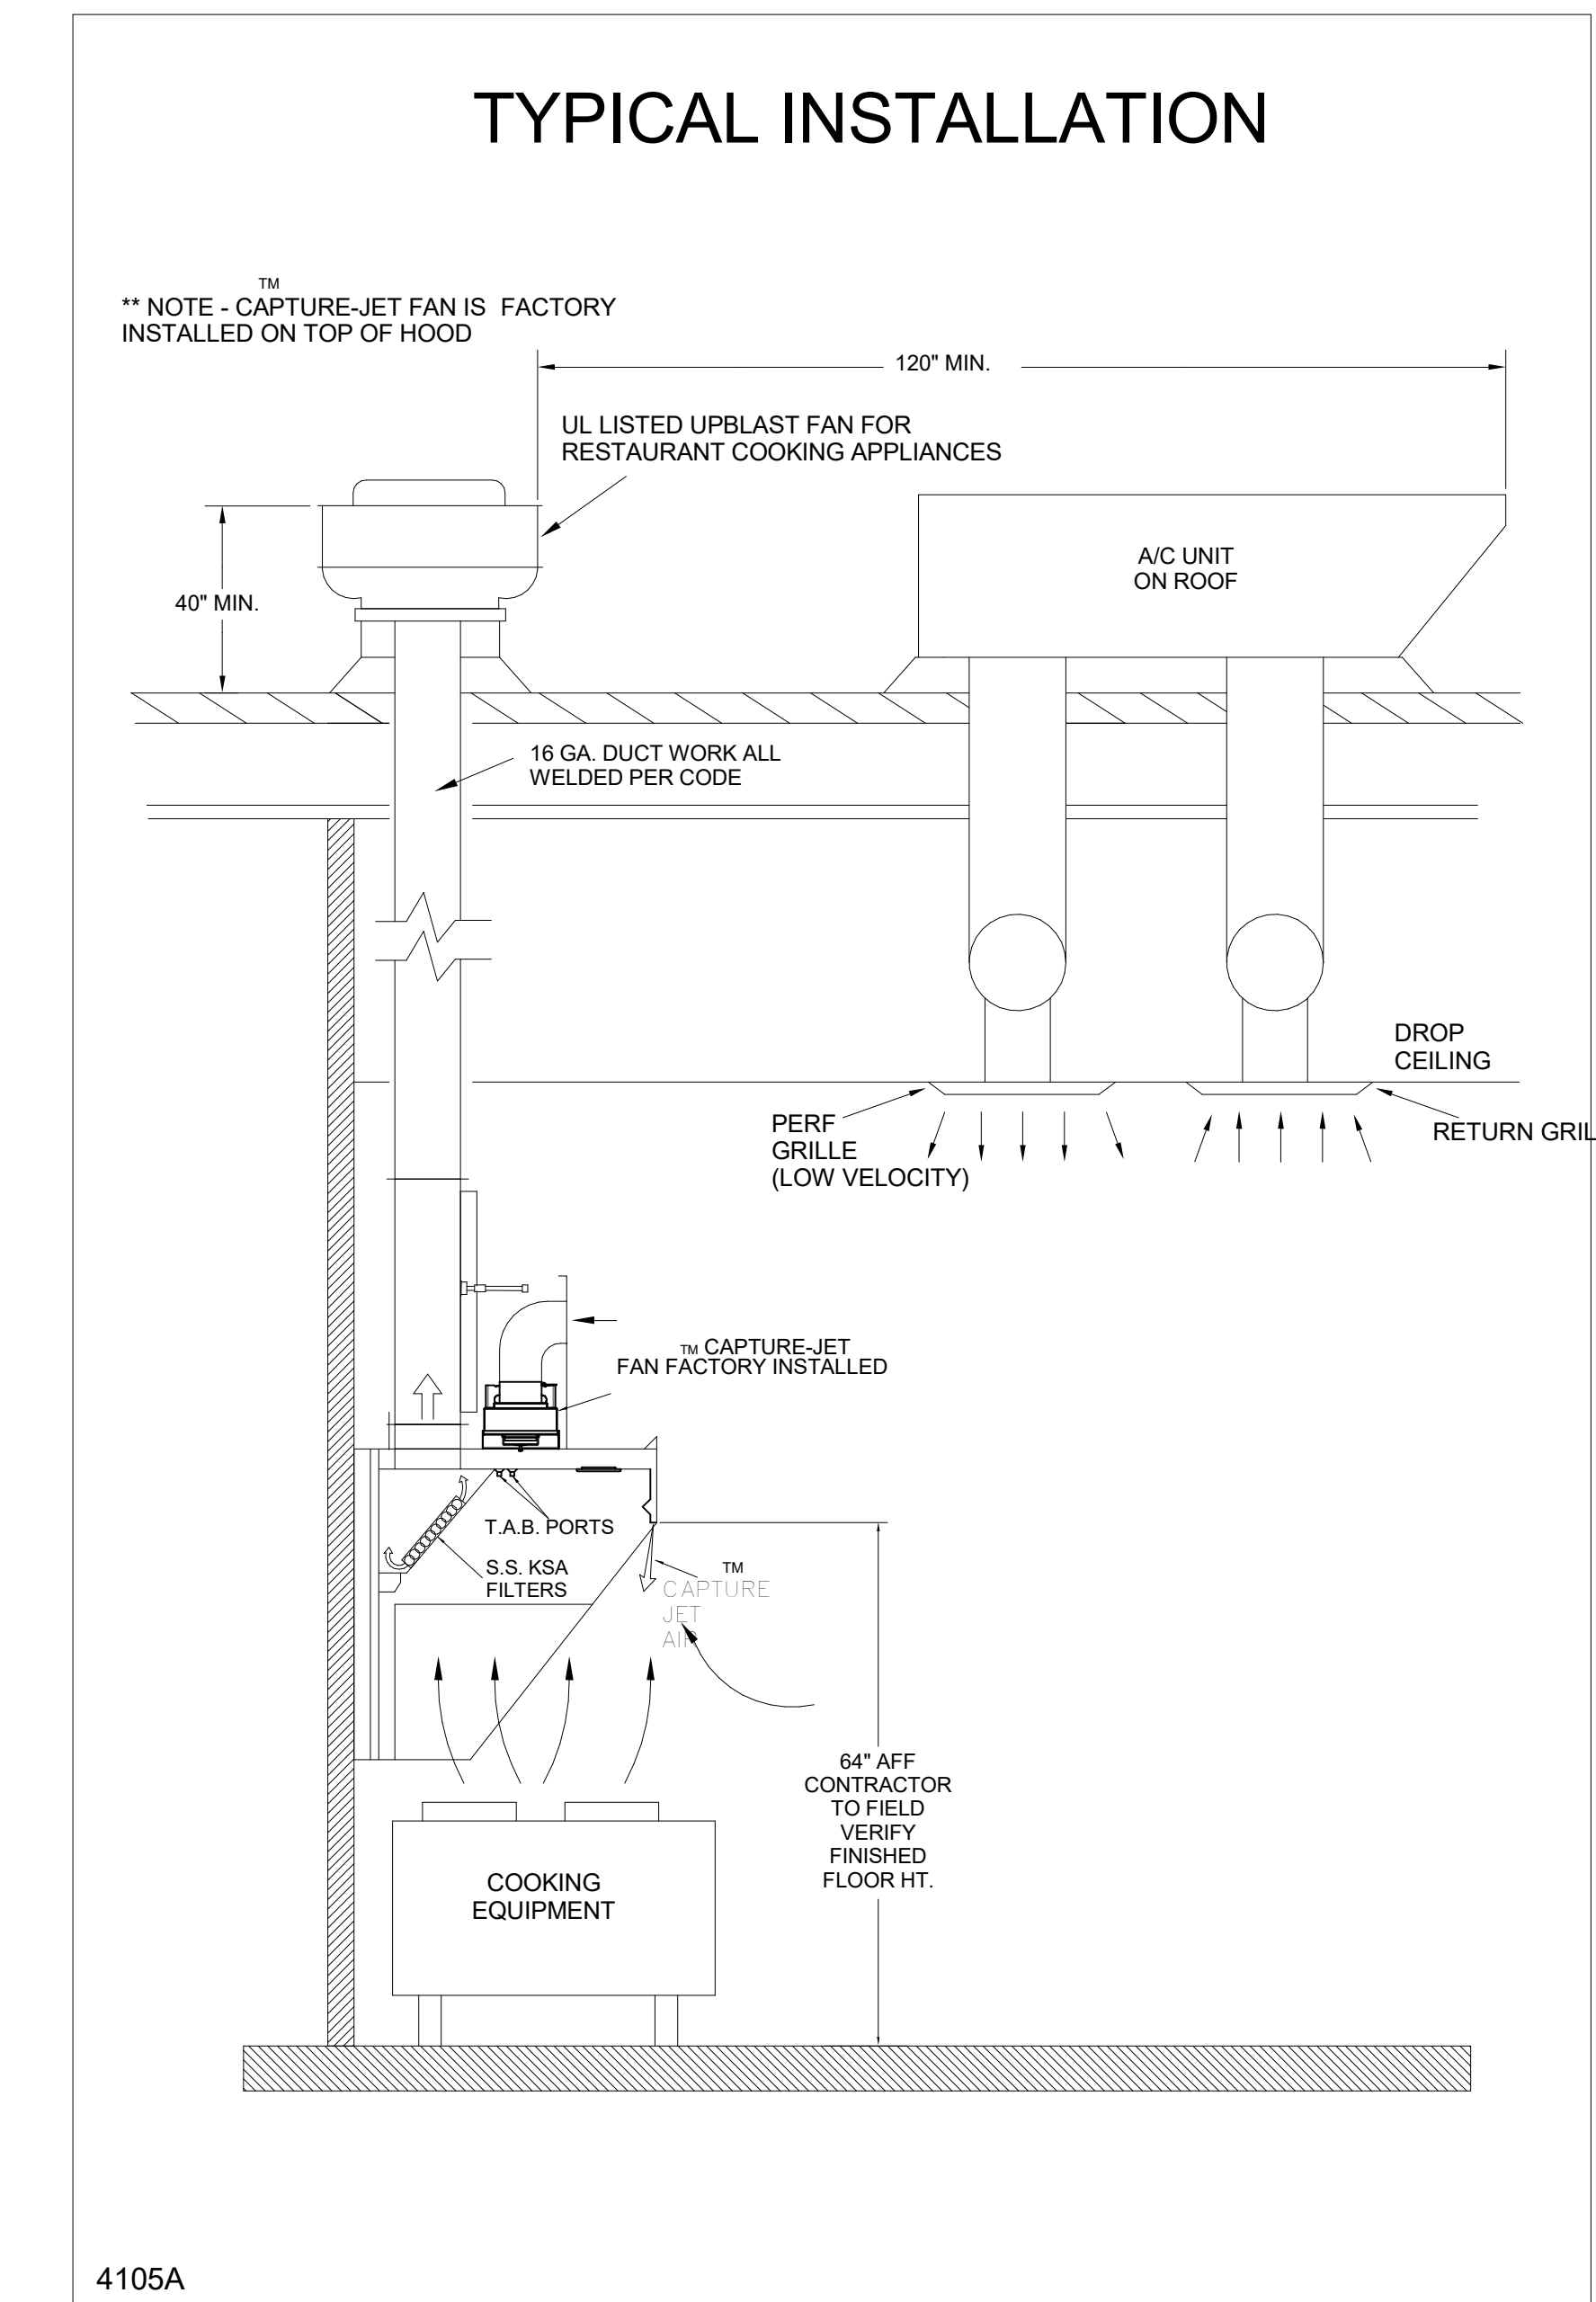 TYPICAL INSTALLATION
TM
** NOTE - CAPTURE-JET FAN IS FACTORY
INSTALLED ON TOP OF HOOD
120" MIN.
UL LISTED UPBLAST FAN FOR
RESTAURANT COOKING APPLIANCES
A/C UNIT
ON ROOF
40" MIN.
16 GA. DUCT WORK ALL
WELDED PER CODE
DROP
CEILING
PERF
GRILLE
(LOW VELOCITY)
RETURN GRIL
TM CAPTURE-JET
FAN FACTORY INSTALLED
T.A.B. PORTS
S.S. KSA
FILTERS
TM
CAPTURE
JET
AIR
64" AFF
CONTRACTOR
TO FIELD
VERIFY
FINISHED
FLOOR HT.
COOKING
EQUIPMENT
4105A